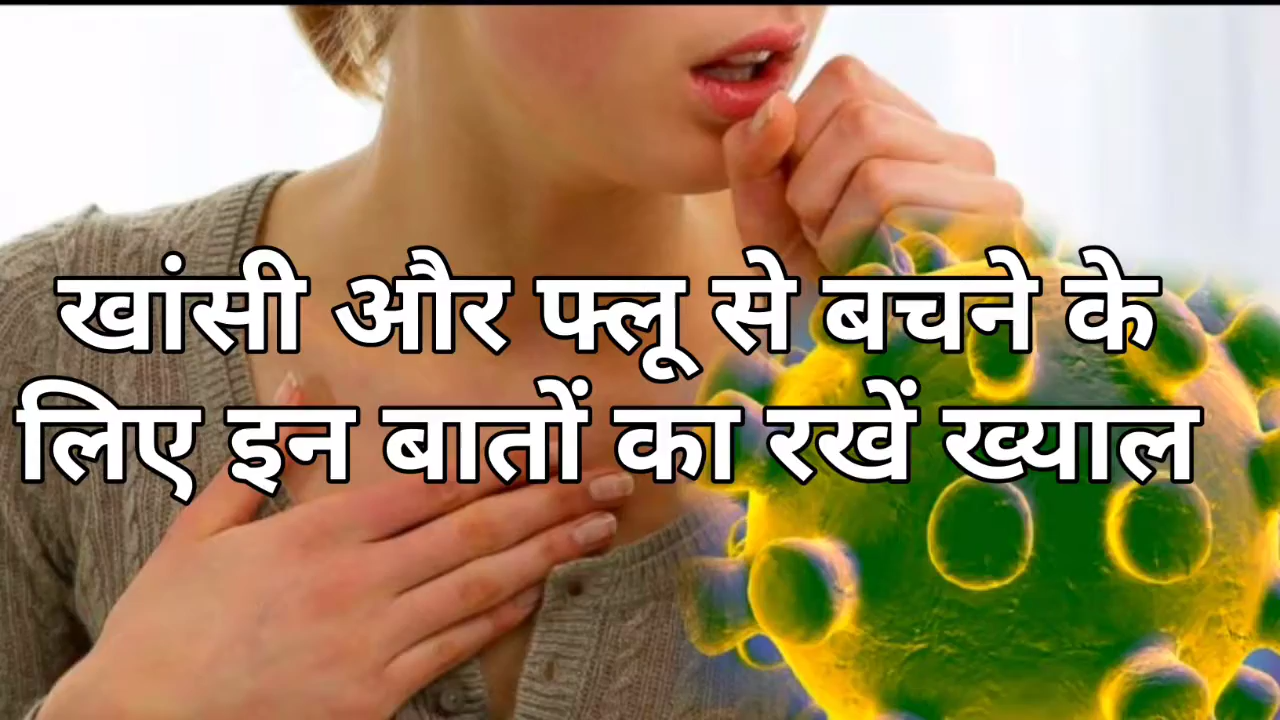 खांसी और फ्लू से बचने के
लिए इन बातों का रखें ख्याल